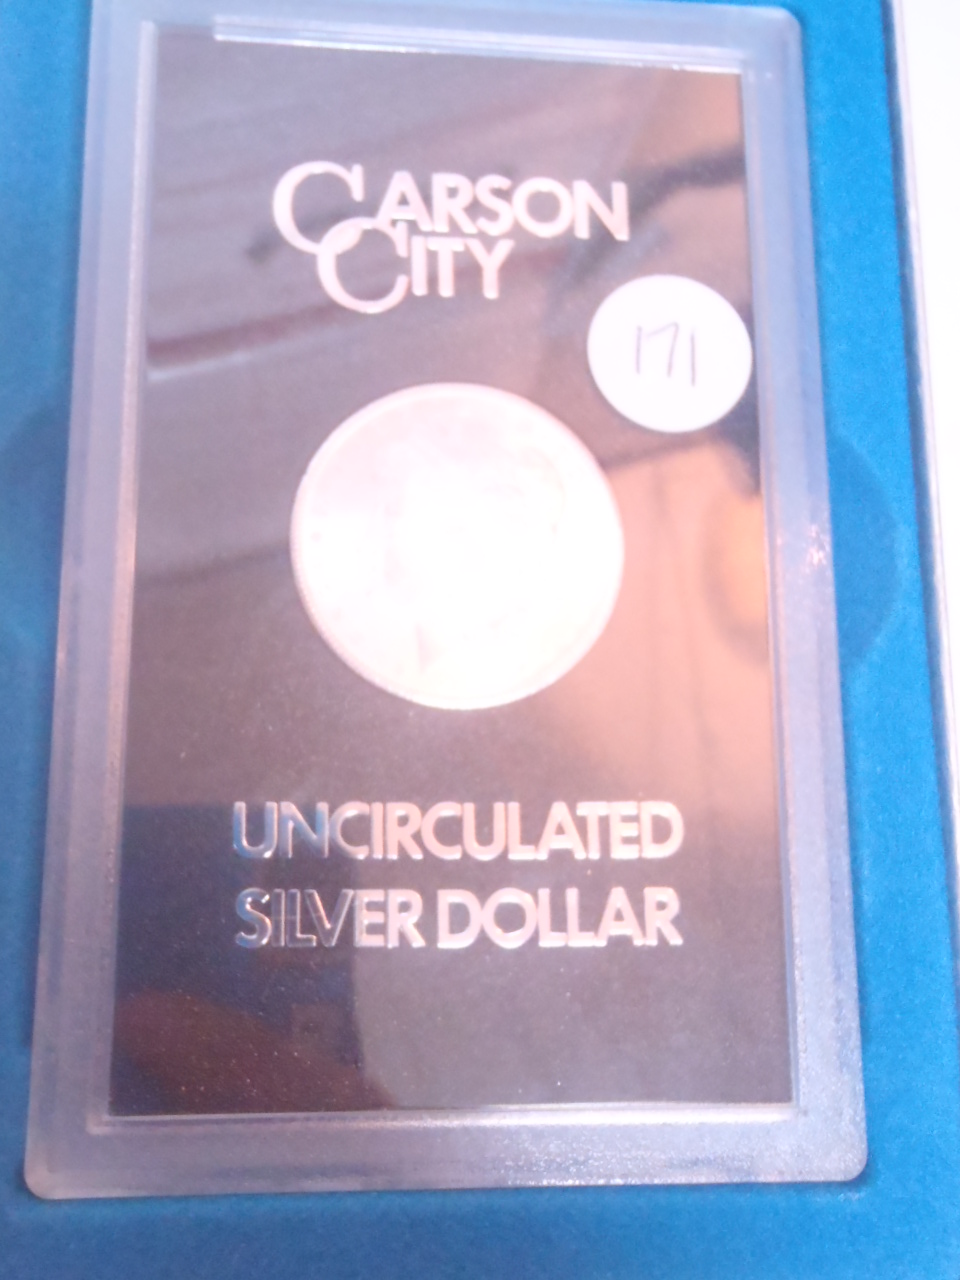 CARSON
CITY
171
UNCIRCULATED
SILVER DOLLAR